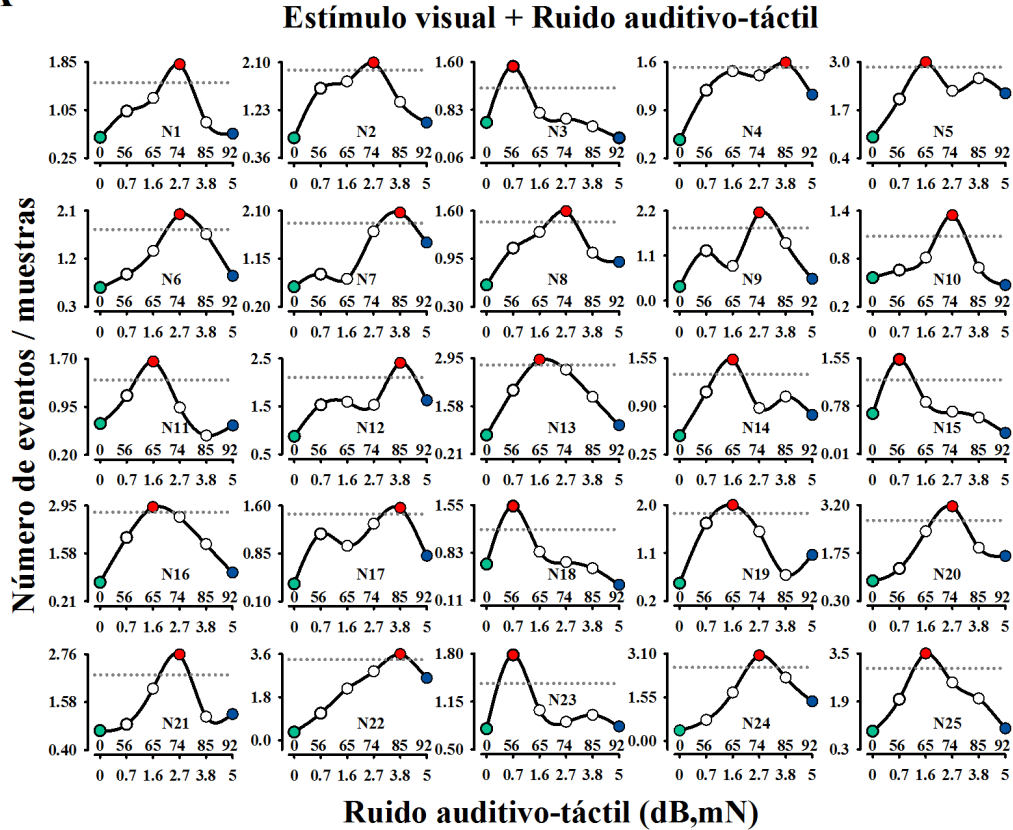 Estímulo visual + Ruido auditivo-táctil
Número de eventos / muestras
1.85 1.05 0.25 N1
0 56 65 74 85 92
0 0.7 1.6 2.7 3.8 5
2.10 1.23 0.36 N2
0 56 65 74 85 92
0 0.7 1.6 2.7 3.8 5
1.60 0.83 0.06 N3
0 56 65 74 85 92
0 0.7 1.6 2.7 3.8 5
1.6 0.9 0.2 N4
0 56 65 74 85 92
0 0.7 1.6 2.7 3.8 5
3.0 1.7 0.4 N5
0 56 65 74 85 92
0 0.7 1.6 2.7 3.8 5
2.1 1.2 0.3 N6
0 56 65 74 85 92
0 0.7 1.6 2.7 3.8 5
2.10 1.15 0.20 N7
0 56 65 74 85 92
0 0.7 1.6 2.7 3.8 5
1.60 0.95 0.30 N8
0 56 65 74 85 92
0 0.7 1.6 2.7 3.8 5
2.2 1.1 0.0 N9
0 56 65 74 85 92
0 0.7 1.6 2.7 3.8 5
1.4 0.8 0.2 N10
0 56 65 74 85 92
0 0.7 1.6 2.7 3.8 5
1.70 0.95 0.20 N11
0 56 65 74 85 92
0 0.7 1.6 2.7 3.8 5
2.5 1.5 0.5 N12
0 56 65 74 85 92
0 0.7 1.6 2.7 3.8 5
2.95 1.58 0.21 N13
0 56 65 74 85 92
0 0.7 1.6 2.7 3.8 5
1.55 0.90 0.25 N14
0 56 65 74 85 92
0 0.7 1.6 2.7 3.8 5
1.55 0.78 0.01 N15
0 56 65 74 85 92
0 0.7 1.6 2.7 3.8 5
2.95 1.58 0.21 N16
0 56 65 74 85 92
0 0.7 1.6 2.7 3.8 5
1.60 0.85 0.10 N17
0 56 65 74 85 92
0 0.7 1.6 2.7 3.8 5
1.55 0.83 0.11 N18
0 56 65 74 85 92
0 0.7 1.6 2.7 3.8 5
2.0 1.1 0.2 N19
0 56 65 74 85 92
0 0.7 1.6 2.7 3.8 5
3.20 1.75 0.30 N20
0 56 65 74 85 92
0 0.7 1.6 2.7 3.8 5
2.76 1.58 0.40 N21
0 56 65 74 85 92
0 0.7 1.6 2.7 3.8 5
3.6 1.8 0.0 N22
0 56 65 74 85 92
0 0.7 1.6 2.7 3.8 5
1.80 1.15 0.50 N23
0 56 65 74 85 92
0 0.7 1.6 2.7 3.8 5
3.10 1.55 0.00 N24
0 56 65 74 85 92
0 0.7 1.6 2.7 3.8 5
3.5 1.9 0.3 N25
0 56 65 74 85 92
0 0.7 1.6 2.7 3.8 5
Ruido auditivo-táctil (dB,mN)